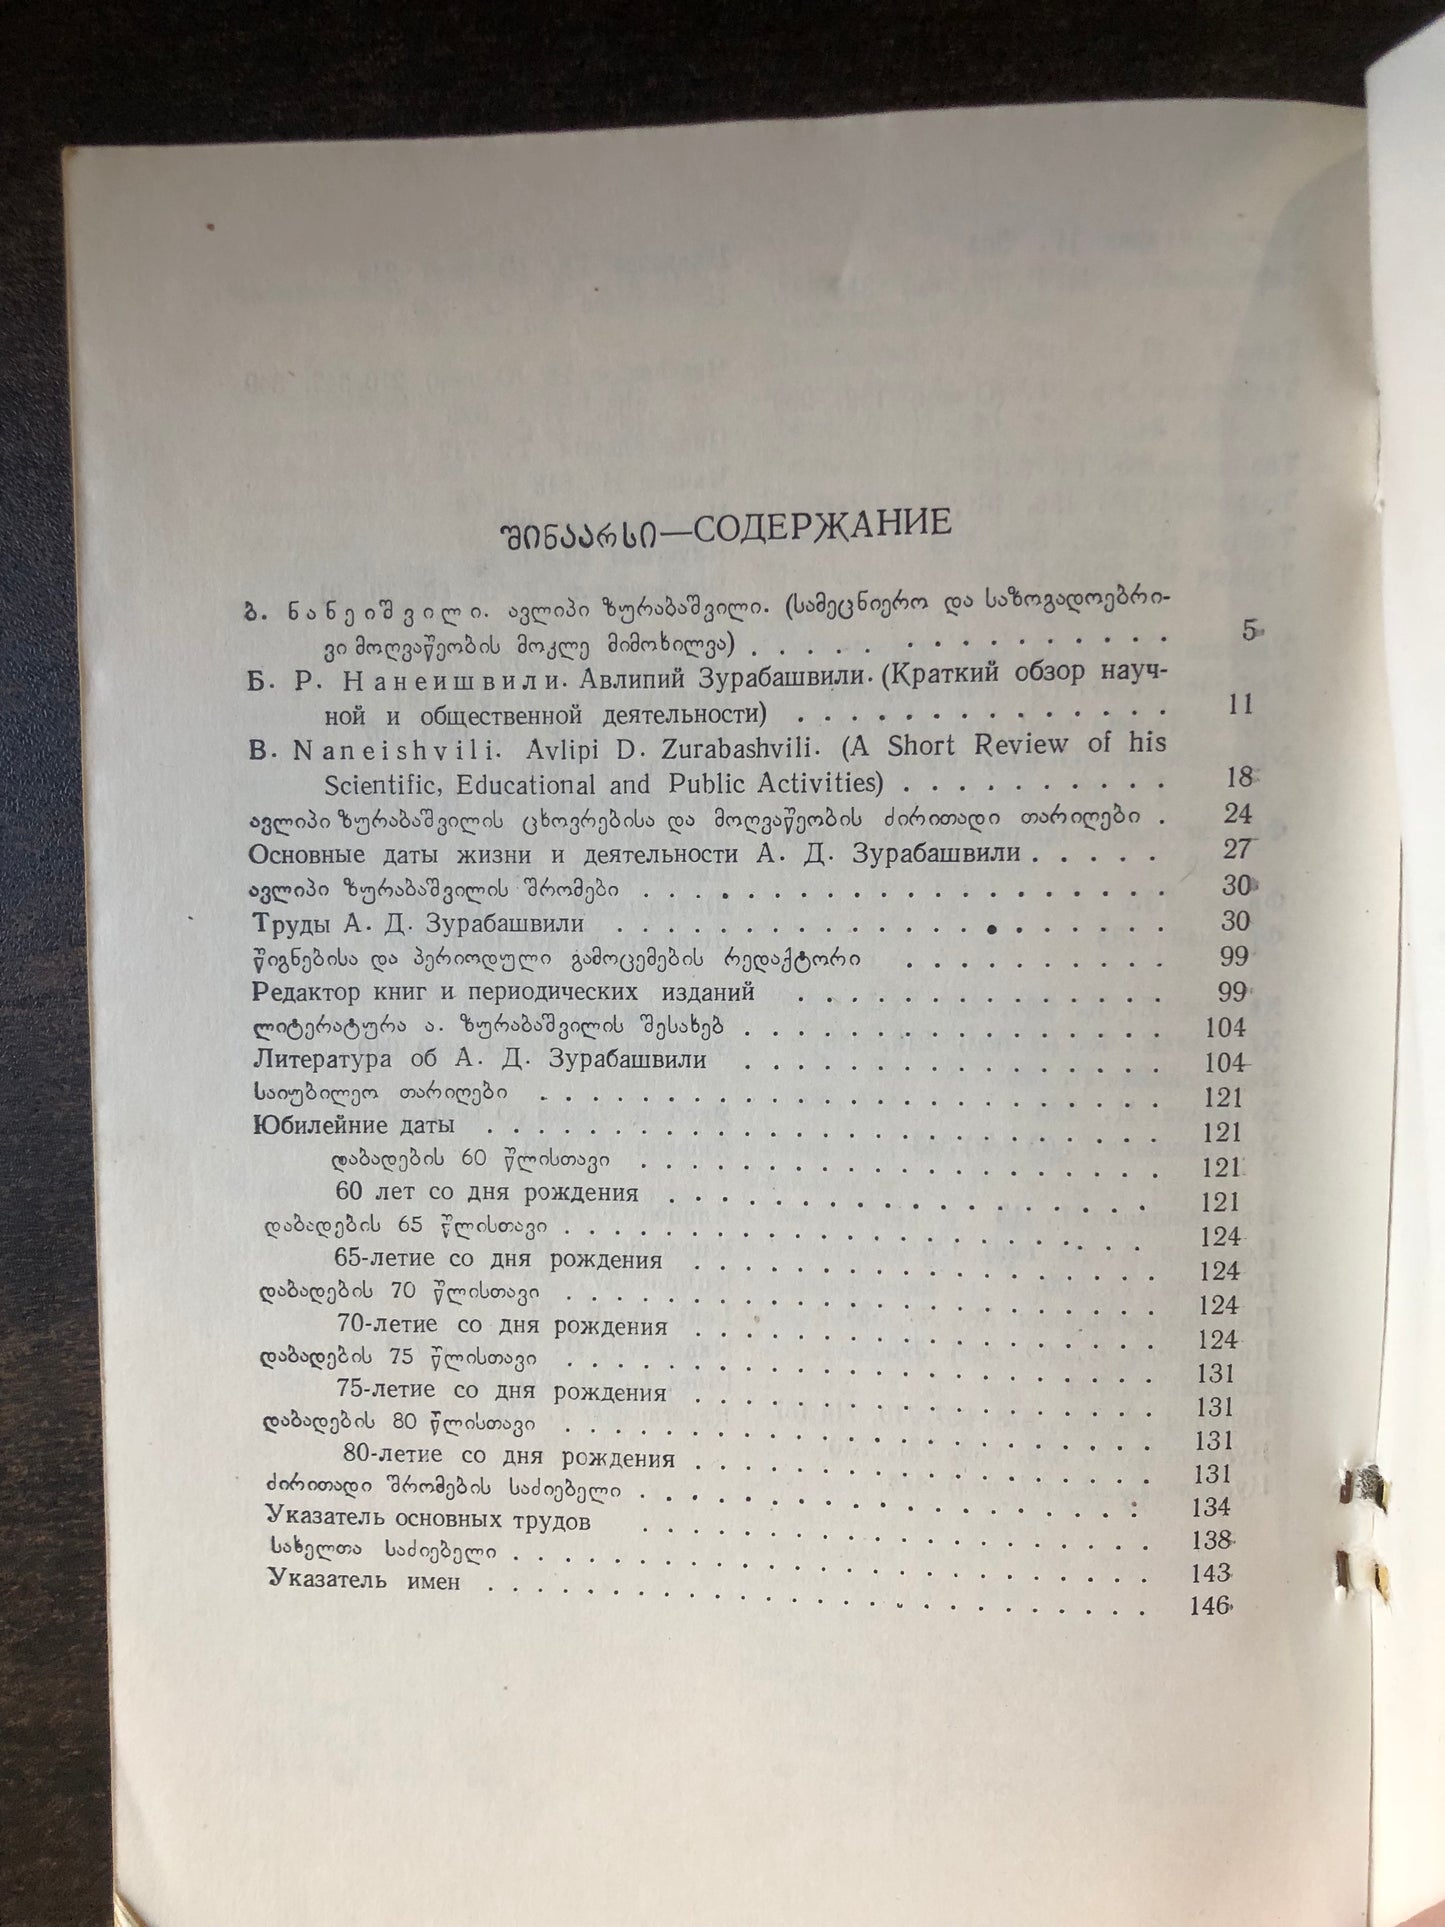 შინაარსი—СОДЕРЖАНИЕ
ბ. ნანეიშვილი. ავლიპი ზურაბაშვილი. (სამეცნიერო და საზოგადოებრი-
ვი მოღვაწეობის მოკლე მიმოხილვა) . . . . . . . . . . . . . . . . 5
Б. Р. Нанеишвили. Авлипий Зурабашвили. (Краткий обзор науч-
ной и общественной деятельности) . . . . . . . . . . . . . . . 11
B. Naneishvili. Avlipi D. Zurabashvili. (A Short Review of his
Scientific, Educational and Public Activities) . . . . . . . . . . . 18
ავლიპი ზურაბაშვილის ცხოვრებისა და მოღვაწეობის ძირითადი თარიღები . 24
Основные даты жизни и деятельности А. Д. Зурабашвили . . . . . 27
ავლიპი ზურაბაშვილის შრომები . . . . . . . . . . . . . . . . . . . . . 30
Труды А. Д. Зурабашвили . . . . . . . . . . . . . . . . . . . . . . 30
წიგნებისა და პერიოდული გამოცემების რედაქტორი . . . . . . . . . . 99
Редактор книг и периодических изданий . . . . . . . . . . . . . . 99
ლიტერატურა ა. ზურაბაშვილის შესახებ . . . . . . . . . . . . . . . . . 104
Литература об А. Д. Зурабашвили . . . . . . . . . . . . . . . . . 104
საიუბილეო თარიღები . . . . . . . . . . . . . . . . . . . . . . . . . 121
Юбилейние даты . . . . . . . . . . . . . . . . . . . . . . . . . . 121
დაბადების 60 წლისთავი . . . . . . . . . . . . . . . . . . . . . 121
60 лет со дня рождения . . . . . . . . . . . . . . . . . . . 121
დაბადების 65 წლისთავი . . . . . . . . . . . . . . . . . . . . . . . 124
65-летие со дня рождения . . . . . . . . . . . . . . . . . . 124
დაბადების 70 წლისთავი . . . . . . . . . . . . . . . . . . . . . . . 124
70-летие со дня рождения . . . . . . . . . . . . . . . . . . 124
დაბადების 75 წლისთავი . . . . . . . . . . . . . . . . . . . . . . . 131
75-летие со дня рождения . . . . . . . . . . . . . . . . . . 131
დაბადების 80 წლისთავი . . . . . . . . . . . . . . . . . . . . . . . 131
80-летие со дня рождения . . . . . . . . . . . . . . . . . . 131
ძირითადი შრომების საძიებელი . . . . . . . . . . . . . . . . . . . . 134
Указатель основных трудов . . . . . . . . . . . . . . . . . . . . 138
სახელთა საძიებელი . . . . . . . . . . . . . . . . . . . . . . . . . 143
Указатель имен . . . . . . . . . . . . . . . . . . . . . . . . . . 146